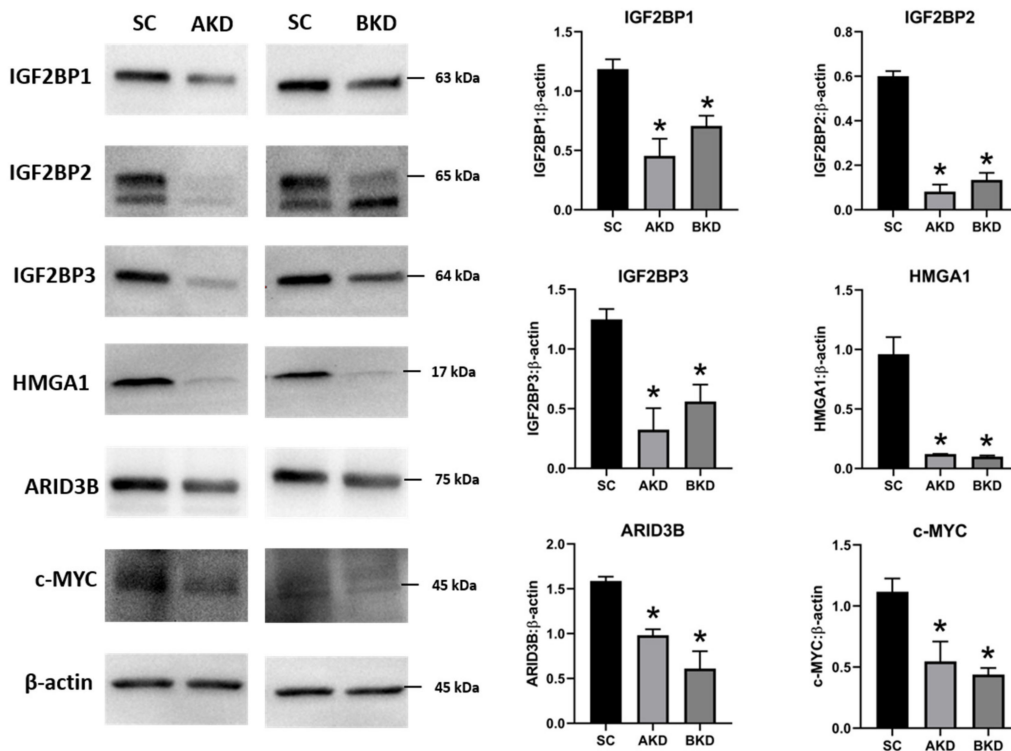 SC AKD SC BKD
IGF2BP1 63 kDa
IGF2BP2 65 kDa
IGF2BP3 64 kDa
HMGA1 17 kDa
ARID3B 75 kDa
c-MYC 45 kDa
β-actin 45 kDa
IGF2BP1
IGF2BP1:β-actin
1.5
1.0
0.5
0.0
* *
SC AKD BKD
IGF2BP2
IGF2BP2:β-actin
0.8
0.6
0.4
0.2
0.0
* *
SC AKD BKD
IGF2BP3
IGF2BP3:β-actin
1.5
1.0
0.5
0.0
* *
SC AKD BKD
HMGA1
HMGA1:β-actin
1.5
1.0
0.5
0.0
* *
SC AKD BKD
ARID3B
ARID3B:β-actin
2.0
1.5
1.0
0.5
0.0
* *
SC AKD BKD
c-MYC
c-MYC:β-actin
1.5
1.0
0.5
0.0
* *
SC AKD BKD